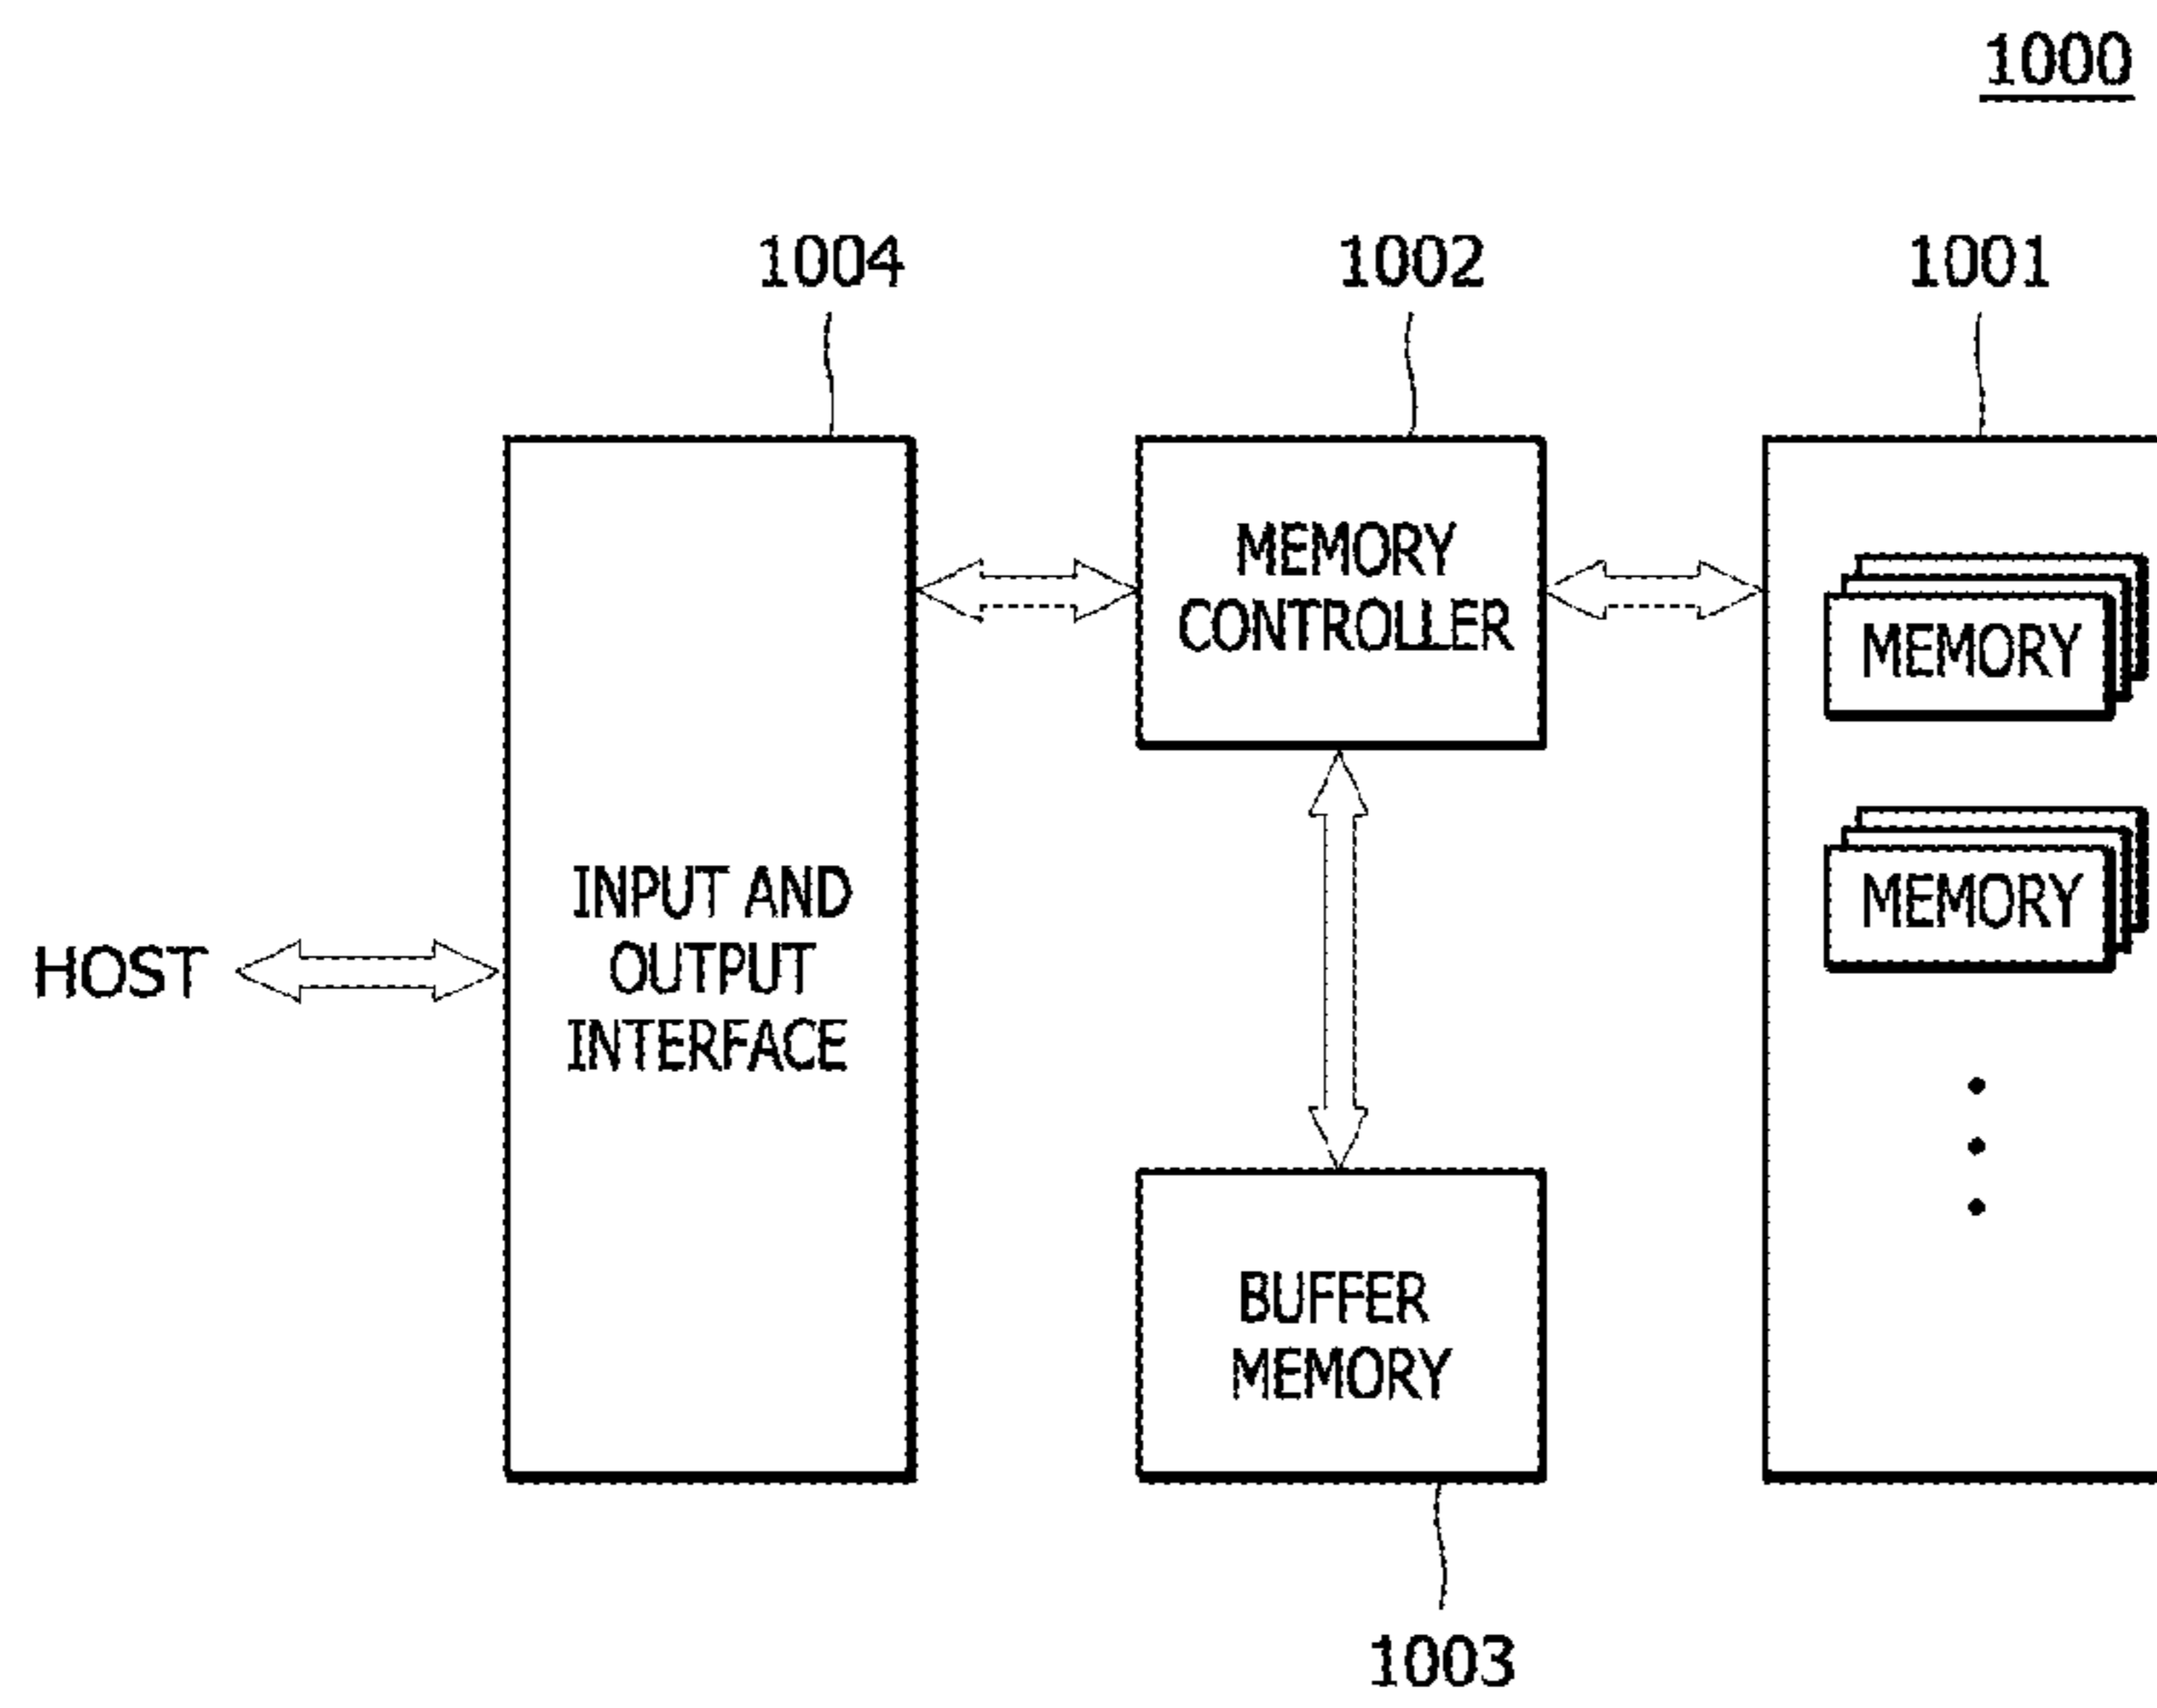 1000
1004
1002
1001
MEMORY
CONTROLLER
MEMORY
MEMORY
INPUT AND
OUTPUT
INTERFACE
HOST
BUFFER
MEMORY
1003